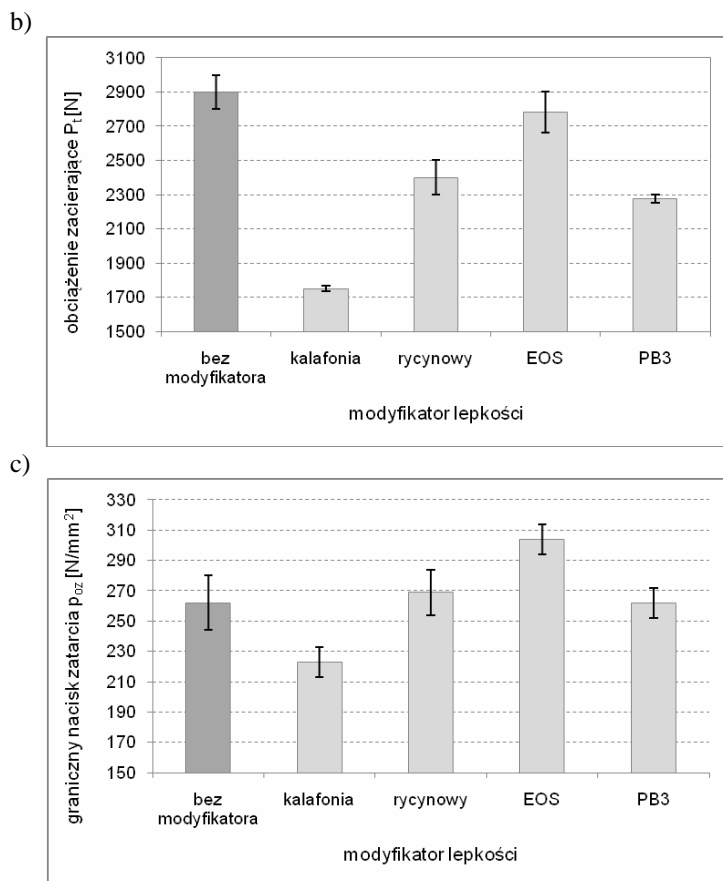 b)
3100
2900
2700
2500
2300
2100
1900
1700
1500
obciążenie zacierające Pt [N]
bez modyfikatora
kalafonia
rycynowy
EOS
PB3
modyfikator lepkości
c)
330
310
290
270
250
230
210
190
170
150
graniczny nacisk zatarcia poz [N/mm²]
bez modyfikatora
kalafonia
rycynowy
EOS
PB3
modyfikator lepkości